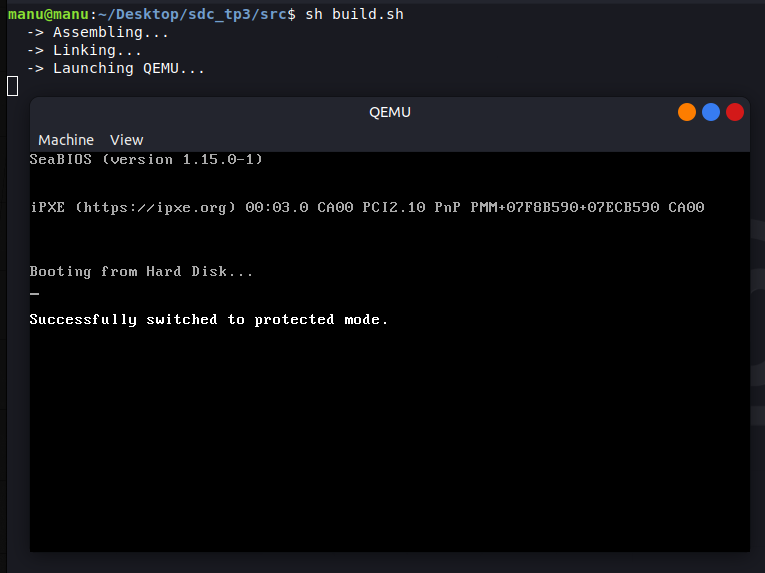 manu@manu:~/Desktop/sdc_tp3/src$ sh build.sh
-> Assembling...
-> Linking...
-> Launching QEMU...
QEMU
Machine View
SeaBIOS (version 1.15.0-1)
iPXE (https://ipxe.org) 00:03.0 CA00 PCI2.10 PnP PMM+07F8B590+07ECB590 CA00
Booting from Hard Disk...
Successfully switched to protected mode.